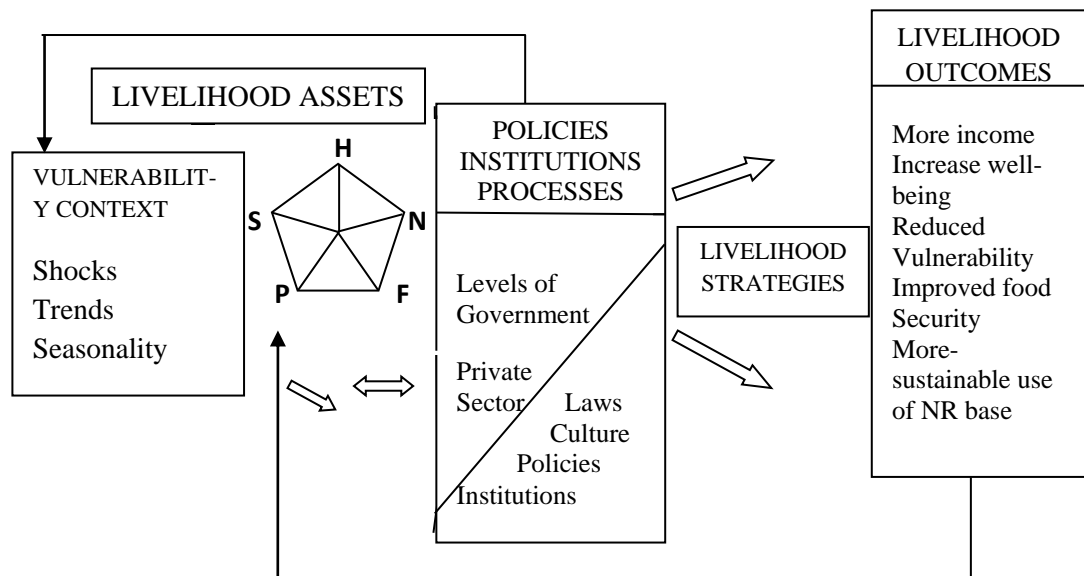 LIVELIHOOD ASSETS
VULNERABILIT-
Y CONTEXT
Shocks
Trends
Seasonality
H
S
N
P
F
POLICIES
INSTITUTIONS
PROCESSES
Levels of
Government
Private
Sector
Laws
Culture
Policies
Institutions
LIVELIHOOD
STRATEGIES
LIVELIHOOD
OUTCOMES
More income
Increase well-
being
Reduced
Vulnerability
Improved food
Security
More-
sustainable use
of NR base